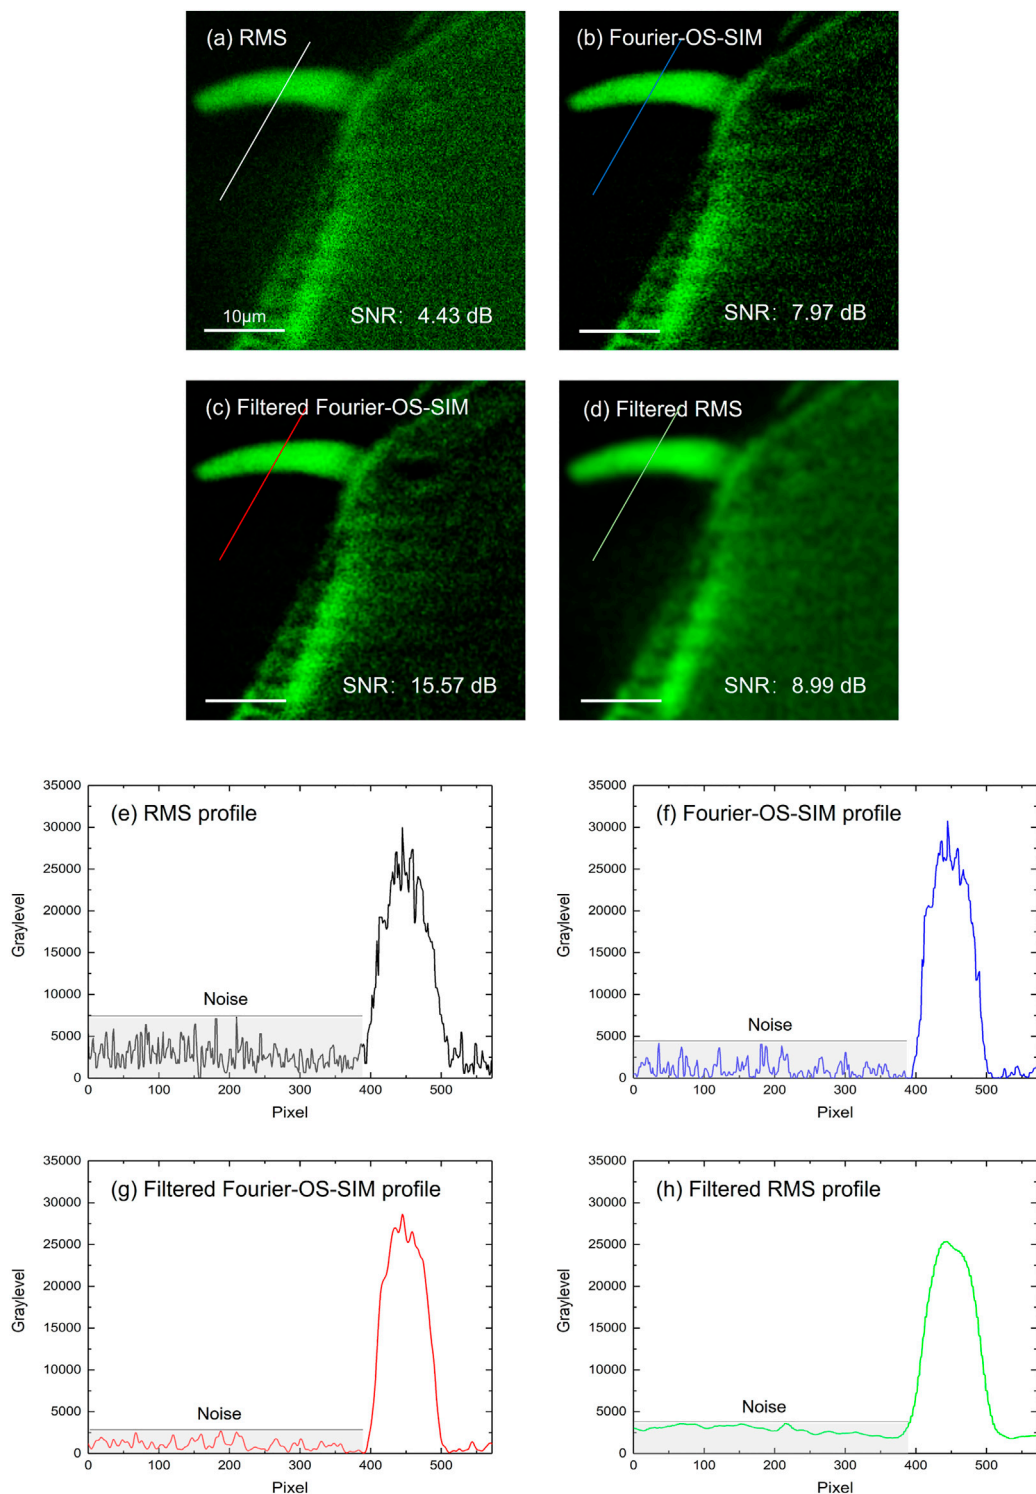 (a) RMS
10μm
SNR: 4.43 dB
(b) Fourier-OS-SIM
SNR: 7.97 dB
(c) Filtered Fourier-OS-SIM
SNR: 15.57 dB
(d) Filtered RMS
SNR: 8.99 dB
(e) RMS profile
35000
30000
25000
20000
15000
10000
5000
0
Graylevel
Noise
0 100 200 300 400 500
Pixel
(f) Fourier-OS-SIM profile
35000
30000
25000
20000
15000
10000
5000
0
Graylevel
Noise
0 100 200 300 400 500
Pixel
(g) Filtered Fourier-OS-SIM profile
35000
30000
25000
20000
15000
10000
5000
0
Graylevel
Noise
0 100 200 300 400 500
Pixel
(h) Filtered RMS profile
35000
30000
25000
20000
15000
10000
5000
0
Graylevel
Noise
0 100 200 300 400 500
Pixel